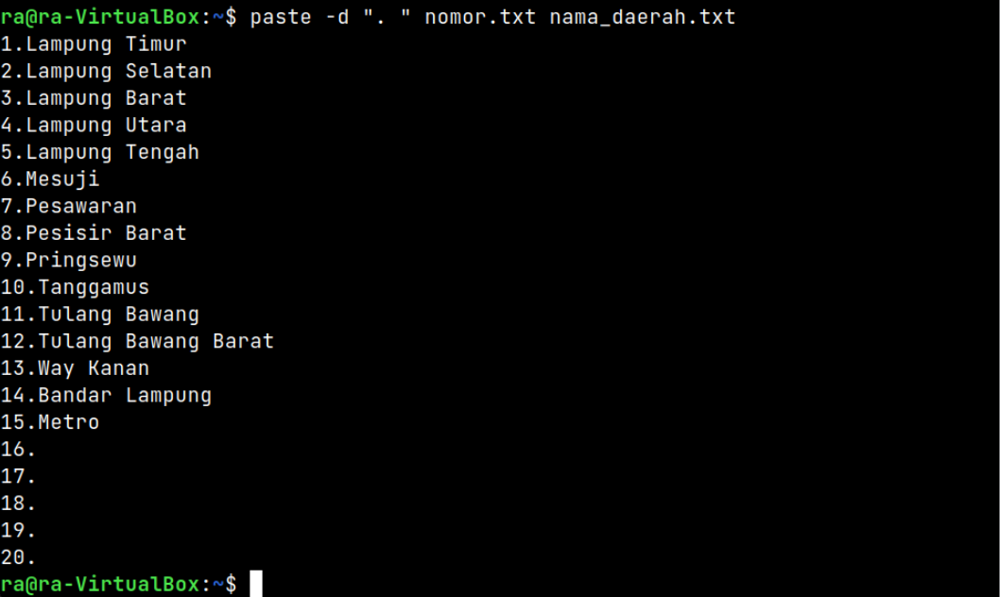 ra@ra-VirtualBox:~$ paste -d ". " nomor.txt nama_daerah.txt
1.Lampung Timur
2.Lampung Selatan
3.Lampung Barat
4.Lampung Utara
5.Lampung Tengah
6.Mesuji
7.Pesawaran
8.Pesisir Barat
9.Pringsewu
10.Tanggamus
11.Tulang Bawang
12.Tulang Bawang Barat
13.Way Kanan
14.Bandar Lampung
15.Metro
16.
17.
18.
19.
20.
ra@ra-VirtualBox:~$